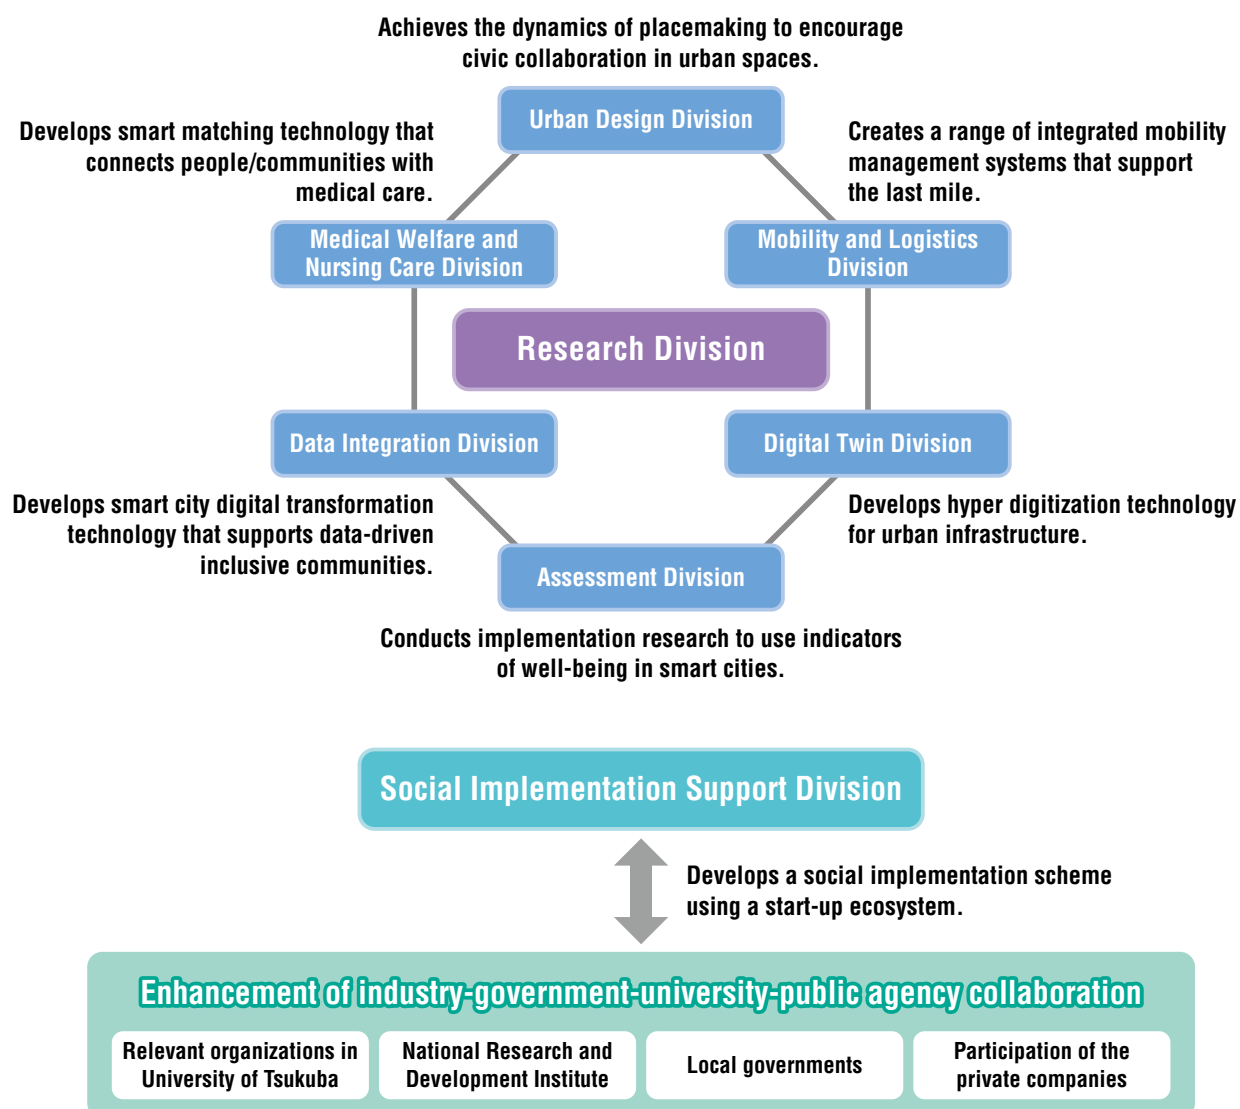 Achieves the dynamics of placemaking to encourage
civic collaboration in urban spaces.
Urban Design Division
Develops smart matching technology that
connects people/communities with
medical care.
Creates a range of integrated mobility
management systems that support
the last mile.
Medical Welfare and
Nursing Care Division
Mobility and Logistics
Division
Research Division
Data Integration Division
Digital Twin Division
Develops smart city digital transformation
technology that supports data-driven
inclusive communities.
Develops hyper digitization technology
for urban infrastructure.
Assessment Division
Conducts implementation research to use indicators
of well-being in smart cities.
Social Implementation Support Division
Develops a social implementation scheme
using a start-up ecosystem.
Enhancement of industry-government-university-public agency collaboration
Relevant organizations in
University of Tsukuba
National Research and
Development Institute
Local governments
Participation of the
private companies